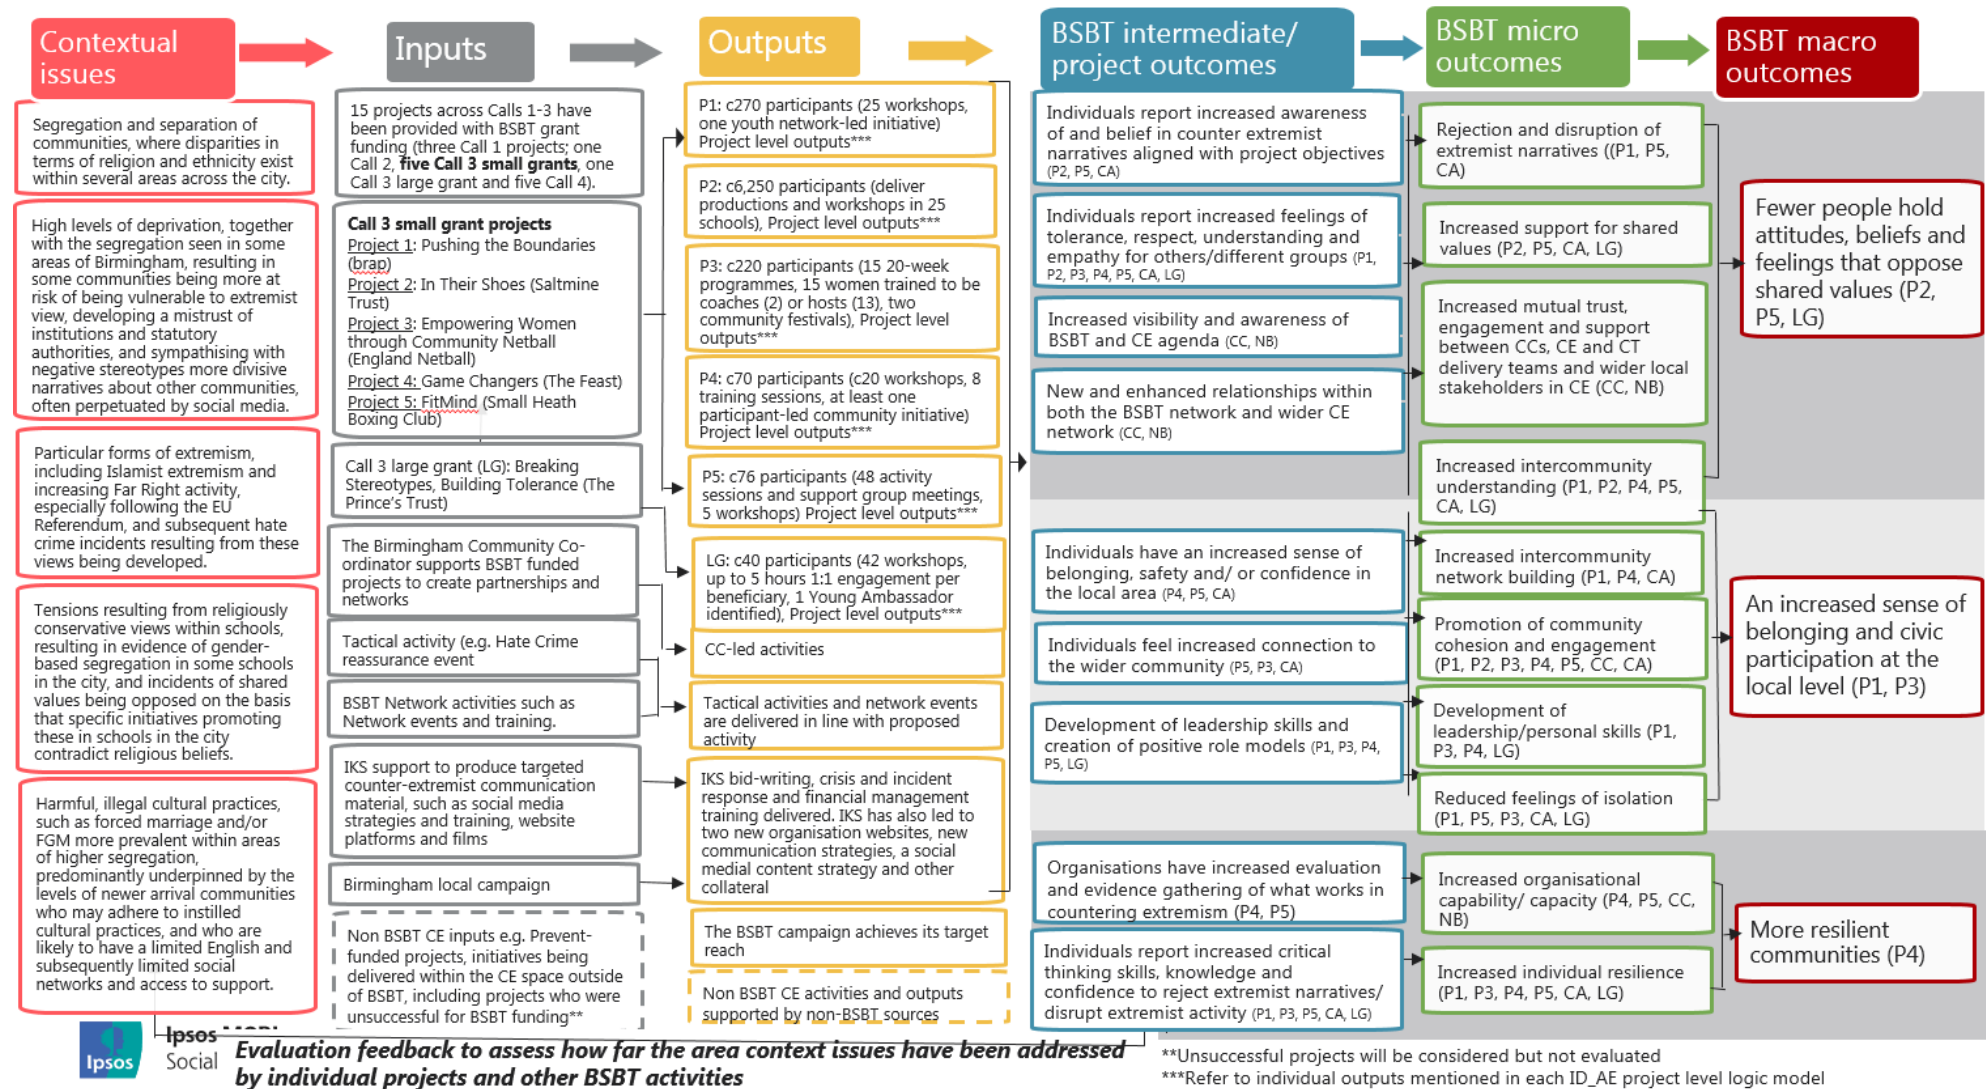 Contextual
issues
Inputs
Outputs
BSBT intermediate/
project outcomes
BSBT micro
outcomes
BSBT macro
outcomes
Segregation and separation of
communities, where disparities in
terms of religion and ethnicity exist
within several areas across the city.
High levels of deprivation, together
with the segregation seen in some
areas of Birmingham, resulting in
some communities being more at
risk of being vulnerable to extremist
view, developing a mistrust of
institutions and statutory
authorities, and sympathising with
negative stereotypes more divisive
narratives about other communities,
often perpetuated by social media.
Particular forms of extremism,
including Islamist extremism and
increasing Far Right activity,
especially following the EU
Referendum, and subsequent hate
crime incidents resulting from these
views being developed.
Tensions resulting from religiously
conservative views within schools,
resulting in evidence of gender-
based segregation in some schools
in the city, and incidents of shared
values being opposed on the basis
that specific initiatives promoting
these in schools in the city
contradict religious beliefs.
Harmful, illegal cultural practices,
such as forced marriage and/or
FGM more prevalent within areas
of higher segregation,
predominantly underpinned by the
levels of newer arrival communities
who may adhere to instilled
cultural practices, and who are
likely to have a limited English and
subsequently limited social
networks and access to support.
15 projects across Calls 1-3 have
been provided with BSBT grant
funding (three Call 1 projects; one
Call 2, five Call 3 small grants, one
Call 3 large grant and five Call 4).
Call 3 small grant projects
Project 1: Pushing the Boundaries
(brap)
Project 2: In Their Shoes (Saltmine
Trust)
Project 3: Empowering Women
through Community Netball
(England Netball)
Project 4: Game Changers (The Feast)
Project 5: FitMind (Small Heath
Boxing Club)
Call 3 large grant (LG): Breaking
Stereotypes, Building Tolerance (The
Prince's Trust)
The Birmingham Community Co-
ordinator supports BSBT funded
projects to create partnerships and
networks
Tactical activity (e.g. Hate Crime
reassurance event
BSBT Network activities such as
Network events and training.
IKS support to produce targeted
counter-extremist communication
material, such as social media
strategies and training, website
platforms and films
Birmingham local campaign
Non BSBT CE inputs e.g. Prevent-
funded projects, initiatives being
delivered within the CE space outside
of BSBT, including projects who were
unsuccessful for BSBT funding**
P1: c270 participants (25 workshops,
one youth network-led initiative)
Project level outputs***
P2: c6,250 participants (deliver
productions and workshops in 25
schools), Project level outputs***
P3: c220 participants (15 20-week
programmes, 15 women trained to be
coaches (2) or hosts (13), two
community festivals), Project level
outputs***
P4: c70 participants (c20 workshops, 8
training sessions, at least one
participant-led community initiative)
Project level outputs***
P5: c76 participants (48 activity
sessions and support group meetings,
5 workshops) Project level outputs***
LG: c40 participants (42 workshops,
up to 5 hours 1:1 engagement per
beneficiary, 1 Young Ambassador
identified), Project level outputs***
CC-led activities
Tactical activities and network events
are delivered in line with proposed
activity
IKS bid-writing, crisis and incident
response and financial management
training delivered. IKS has also led to
two new organisation websites, new
communication strategies, a social
medial content strategy and other
collateral
The BSBT campaign achieves its target
reach
Non BSBT CE activities and outputs
supported by non-BSBT sources
Individuals report increased awareness
of and belief in counter extremist
narratives aligned with project objectives
(P2, P5, CA)
Individuals report increased feelings of
tolerance, respect, understanding and
empathy for others/different groups (P1,
P2, P3, P4, P5, CA, LG)
Increased visibility and awareness of
BSBT and CE agenda (CC, NB)
New and enhanced relationships within
both the BSBT network and wider CE
network (CC, NB)
Individuals have an increased sense of
belonging, safety and/ or confidence in
the local area (P4, P5, CA)
Individuals feel increased connection to
the wider community (P5, P3, CA)
Development of leadership skills and
creation of positive role models (P1, P3, P4,
P5, LG)
Organisations have increased evaluation
and evidence gathering of what works in
countering extremism (P4, P5)
Individuals report increased critical
thinking skills, knowledge and
confidence to reject extremist narratives/
disrupt extremist activity (P1, P3, P5, CA, LG)
Rejection and disruption of
extremist narratives ((P1, P5,
CA)
Increased support for shared
values (P2, P5, CA, LG)
Increased mutual trust,
engagement and support
between CCs, CE and CT
delivery teams and wider local
stakeholders in CE (CC, NB)
Increased intercommunity
understanding (P1, P2, P4, P5,
CA, LG)
Increased intercommunity
network building (P1, P4, CA)
Promotion of community
cohesion and engagement
(P1, P2, P3, P4, P5, CC, CA)
Development of
leadership/personal skills (P1,
P3, P4, LG)
Reduced feelings of isolation
(P1, P5, P3, CA, LG)
Increased organisational
capability/ capacity (P4, P5, CC,
NB)
Increased individual resilience
(P1, P3, P4, P5, CA, LG)
Fewer people hold
attitudes, beliefs and
feelings that oppose
shared values (P2,
P5, LG)
An increased sense of
belonging and civic
participation at the
local level (P1, P3)
More resilient
communities (P4)
Ipsos
Ipsos MORI
Social
Evaluation feedback to assess how far the area context issues have been addressed
by individual projects and other BSBT activities
**Unsuccessful projects will be considered but not evaluated
***Refer to individual outputs mentioned in each ID_AE project level logic model